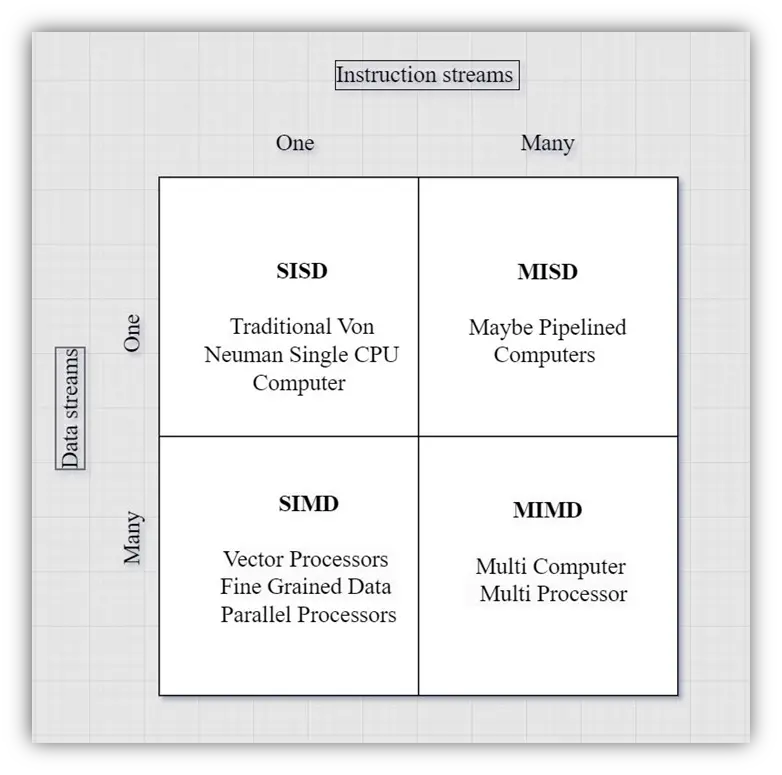 Instruction streams
One
Many
Data streams
One
SISD
Traditional Von
Neuman Single CPU
Computer
MISD
Maybe Pipelined
Computers
Many
SIMD
Vector Processors
Fine Grained Data
Parallel Processors
MIMD
Multi Computer
Multi Processor